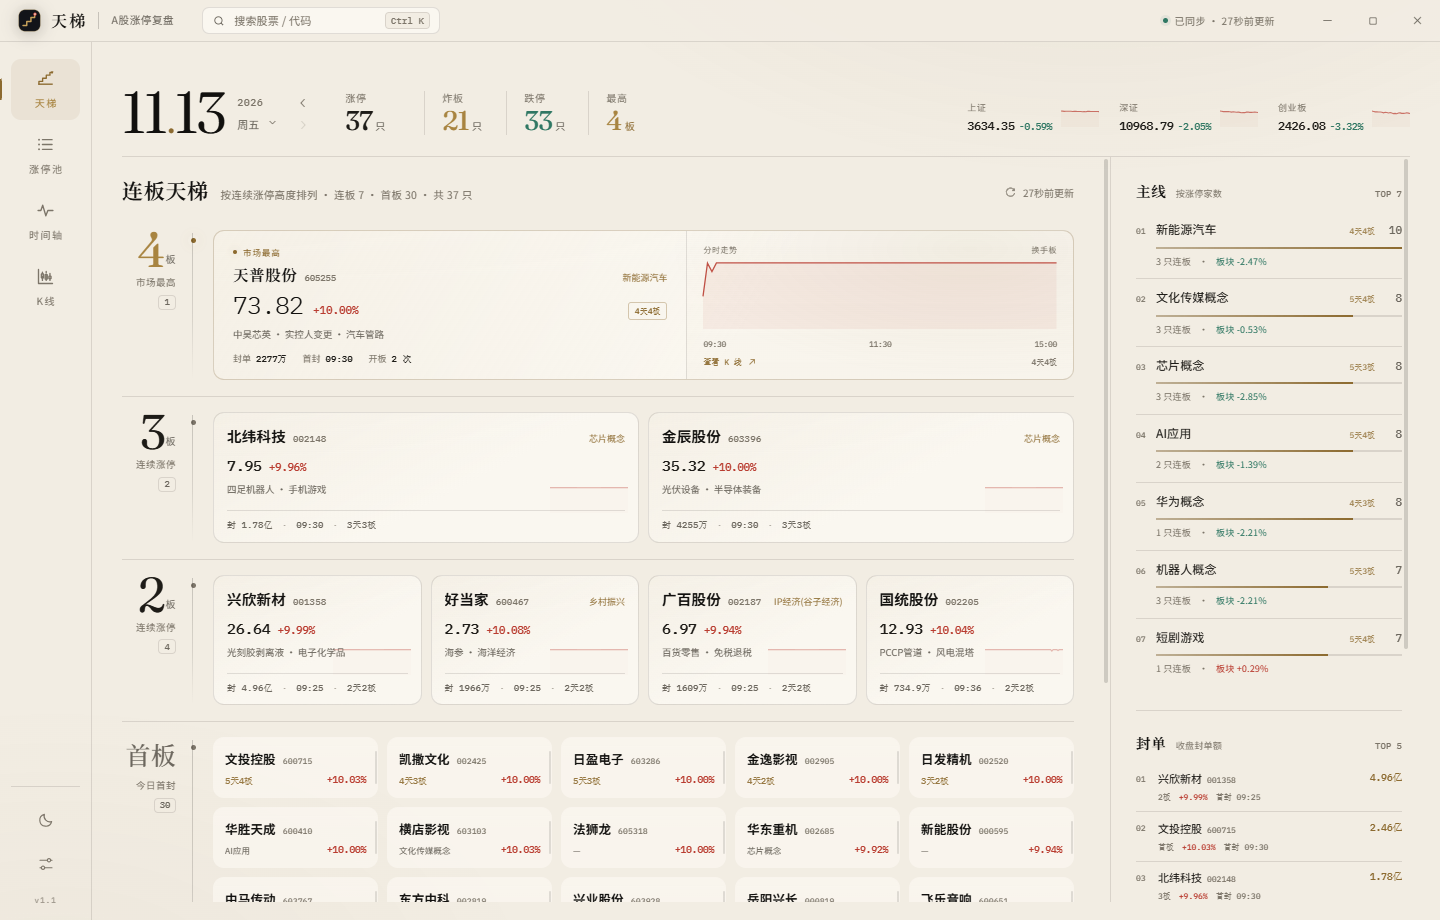 天梯 A股涨停复盘 搜索股票 / 代码 Ctrl K 已同步 • 27秒前更新
天梯
涨停池
时间轴
K线
v1.1
11.13 2026 周五
涨停 37只
炸板 21只
跌停 33只
最高 4板
上证 3634.35 -0.59%
深证 10968.79 -2.05%
创业板 2426.08 -3.32%
连板天梯 按连续涨停高度排列 • 连板 7 • 首板 30 • 共 37 只 27秒前更新
4板
市场最高
1
市场最高
天普股份 605255 新能源汽车
73.82 +10.00% 4天4板
中昊芯英 • 实控人变更 • 汽车管路
封单 2277万 首封 09:30 开板 2 次
分时走势 换手板
09:30 11:30 15:00
查看 K 线 ↗ 4天4板
3板
连续涨停
2
北纬科技 002148 芯片概念
7.95 +9.96%
四足机器人 • 手机游戏
封 1.78亿 · 09:30 · 3天3板
金辰股份 603396 芯片概念
35.32 +10.00%
光伏设备 • 半导体装备
封 4255万 · 09:30 · 3天3板
2板
连续涨停
4
兴欣新材 001358
26.64 +9.99%
光刻胶剥离液 • 电子化学品
封 4.96亿 · 09:25 · 2天2板
好当家 600467 乡村振兴
2.73 +10.08%
海参 • 海洋经济
封 1966万 · 09:25 · 2天2板
广百股份 002187 IP经济(谷子经济)
6.97 +9.94%
百货零售 • 免税退税
封 1609万 · 09:25 · 2天2板
国统股份 002205
12.93 +10.04%
PCCP管道 • 风电混塔
封 734.9万 · 09:36 · 2天2板
首板
今日首封
30
文投控股 600715
5天4板 +10.03%
凯撒文化 002425
4天3板 +10.00%
日盈电子 603286
5天3板 +10.00%
金逸影视 002905
4天2板 +10.00%
日发精机 002520
3天2板 +10.00%
华胜天成 600410
AI应用 +10.00%
横店影视 603103
文化传媒概念 +10.03%
法狮龙 605318
— +10.00%
华东重机 002685
芯片概念 +9.92%
新能股份 000595
— +9.94%
中马传动 603767
东方中科 002819
兴业股份 603928
岳阳兴长 000819
飞乐音响 600651
主线 按涨停家数 TOP 7
01 新能源汽车 4天4板 10
3 只连板 • 板块 -2.47%
02 文化传媒概念 5天4板 8
3 只连板 • 板块 -0.53%
03 芯片概念 5天3板 8
3 只连板 • 板块 -2.85%
04 AI应用 5天4板 8
2 只连板 • 板块 -1.39%
05 华为概念 4天3板 8
1 只连板 • 板块 -2.21%
06 机器人概念 5天3板 7
3 只连板 • 板块 -2.21%
07 短剧游戏 5天4板 7
1 只连板 • 板块 +0.29%
封单 收盘封单额 TOP 5
01 兴欣新材 001358 4.96亿
2板 +9.99% 首封 09:25
02 文投控股 600715 2.46亿
首板 +10.03% 首封 09:30
03 北纬科技 002148 1.78亿
3板 +9.96% 首封 09:30